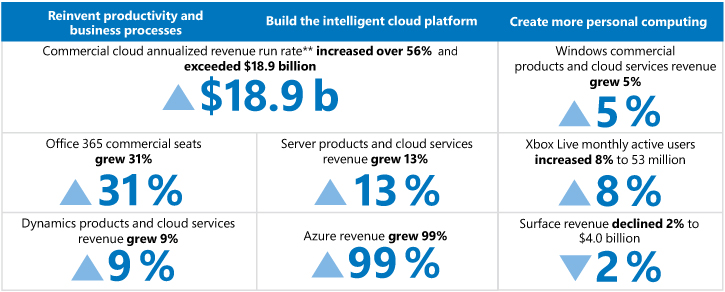 Reinvent productivity and
business processes
Build the intelligent cloud platform
Create more personal computing
Commercial cloud annualized revenue run rate** increased over 56% and
exceeded $18.9 billion
$18.9 b
Windows commercial
products and cloud services revenue
grew 5%
5 %
Office 365 commercial seats
grew 31%
31 %
Server products and cloud services
revenue grew 13%
13 %
Xbox Live monthly active users
increased 8% to 53 million
8 %
Dynamics products and cloud services
revenue grew 9%
9 %
Azure revenue grew 99%
99 %
Surface revenue declined 2% to
$4.0 billion
2 %